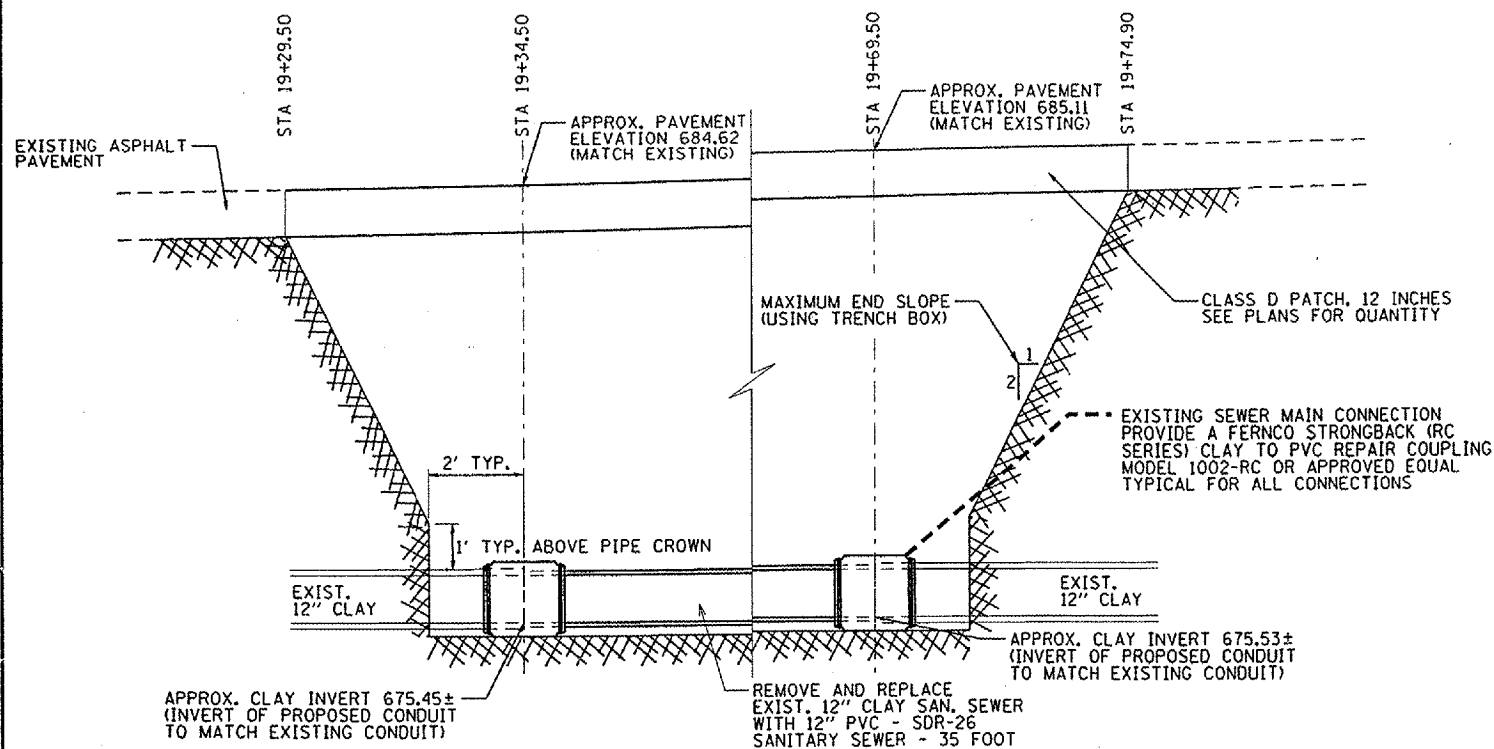 STA 19+29.50
STA 19+34.50
STA 19+69.50
STA 19+74.90
EXISTING ASPHALT
PAVEMENT
APPROX. PAVEMENT
ELEVATION 684.62
(MATCH EXISTING)
APPROX. PAVEMENT
ELEVATION 685.11
(MATCH EXISTING)
MAXIMUM END SLOPE
(USING TRENCH BOX)
1
2
CLASS D PATCH, 12 INCHES
SEE PLANS FOR QUANTITY
EXISTING SEWER MAIN CONNECTION
PROVIDE A FERNCO STRONGBACK (RC
SERIES) CLAY TO PVC REPAIR COUPLING
MODEL 1002-RC OR APPROVED EQUAL
TYPICAL FOR ALL CONNECTIONS
2' TYP.
1' TYP. ABOVE PIPE CROWN
EXIST.
12" CLAY
EXIST.
12" CLAY
APPROX. CLAY INVERT 675.45±
(INVERT OF PROPOSED CONDUIT
TO MATCH EXISTING CONDUIT)
REMOVE AND REPLACE
EXIST. 12" CLAY SAN. SEWER
WITH 12" PVC - SDR-26
SANITARY SEWER - 35 FOOT
APPROX. CLAY INVERT 675.53±
(INVERT OF PROPOSED CONDUIT
TO MATCH EXISTING CONDUIT)